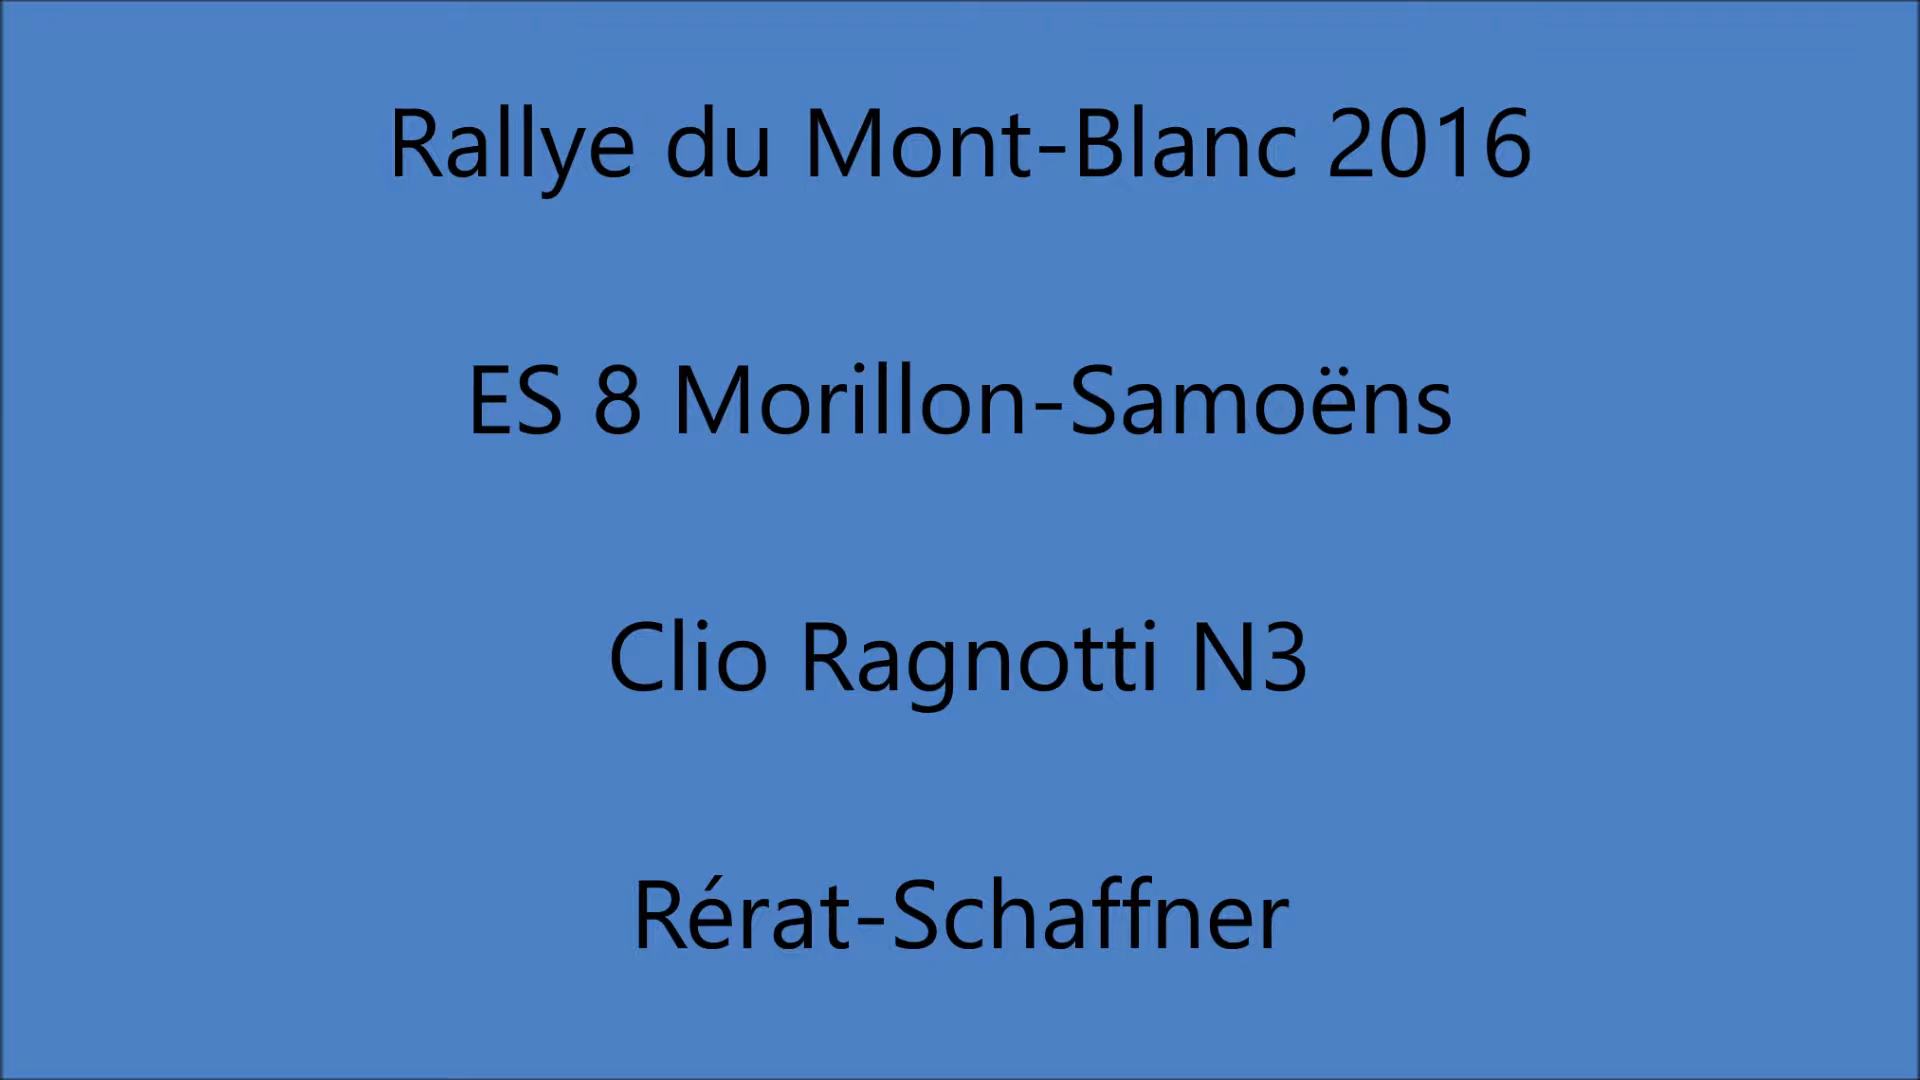 Rallye du Mont-Blanc 2016
ES 8 Morillon-Samoëns
Clio Ragnotti N3
Rérat-Schaffner